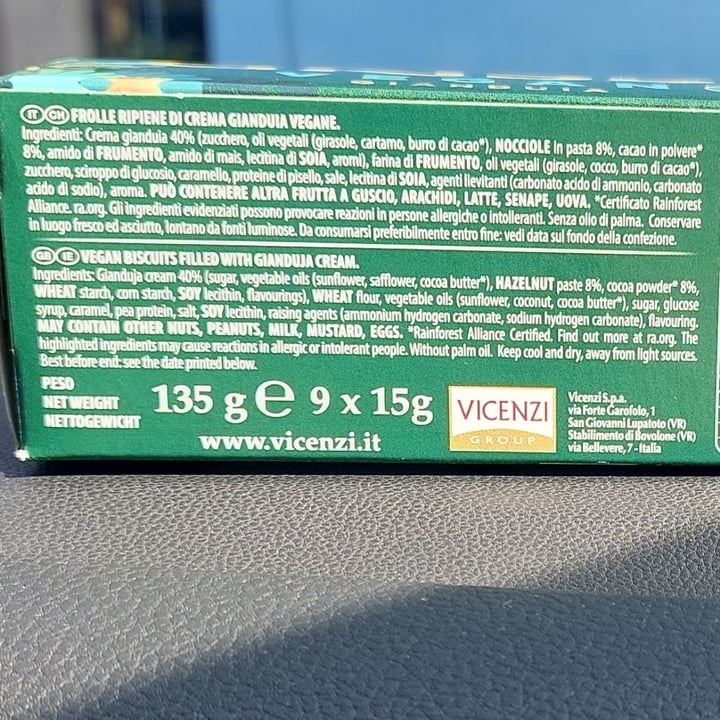 IT CH FROLLE RIPIENE DI CREMA GIANDUIA VEGANE.
Ingredienti: Crema gianduia 40% (zucchero, oli vegetali (girasole, cartamo, burro di cacao*), NOCCIOLE in pasta 8%, cacao in polvere*
8%, amido di FRUMENTO, amido di mais, lecitina di SOIA, aromi), farina di FRUMENTO, oli vegetali (girasole, cocco, burro di cacao*),
zucchero, sciroppo di glucosio, caramello, proteine di pisello, sale, lecitina di SOIA, agenti lievitanti (carbonato acido di ammonio, carbonato
acido di sodio), aroma. PUÒ CONTENERE ALTRA FRUTTA A GUSCIO, ARACHIDI, LATTE, SENAPE, UOVA. *Certificato Rainforest
Alliance. ra.org. Gli ingredienti evidenziati possono provocare reazioni in persone allergiche o intolleranti. Senza olio di palma. Conservare
in luogo fresco ed asciutto, lontano da fonti luminose. Da consumarsi preferibilmente entro fine: vedi data sul fondo della confezione.
GB IE VEGAN BISCUITS FILLED WITH GIANDUJA CREAM.
Ingredients: Gianduja cream 40% (sugar, vegetable oils (sunflower, safflower, cocoa butter*), HAZELNUT paste 8%, cocoa powder* 8%,
WHEAT starch, corn starch, SOY lecithin, flavourings), WHEAT flour, vegetable oils (sunflower, coconut, cocoa butter*), sugar, glucose
syrup, caramel, pea protein, salt, SOY lecithin, raising agents (ammonium hydrogen carbonate, sodium hydrogen carbonate), flavouring.
MAY CONTAIN OTHER NUTS, PEANUTS, MILK, MUSTARD, EGGS. *Rainforest Alliance Certified. Find out more at ra.org. The
highlighted ingredients may cause reactions in allergic or intolerant people. Without palm oil. Keep cool and dry, away from light sources.
Best before end: see the date printed below.
PESO
NET WEIGHT
NETTOGEWICHT
135 g e 9 x 15g
www.vicenzi.it
VICENZI
GROUP
Vicenzi S.p.a.
via Forte Garofolo, 1
San Giovanni Lupatoto (VR)
Stabilimento di Bovolone (VR)
via Bellevere, 7 - Italia